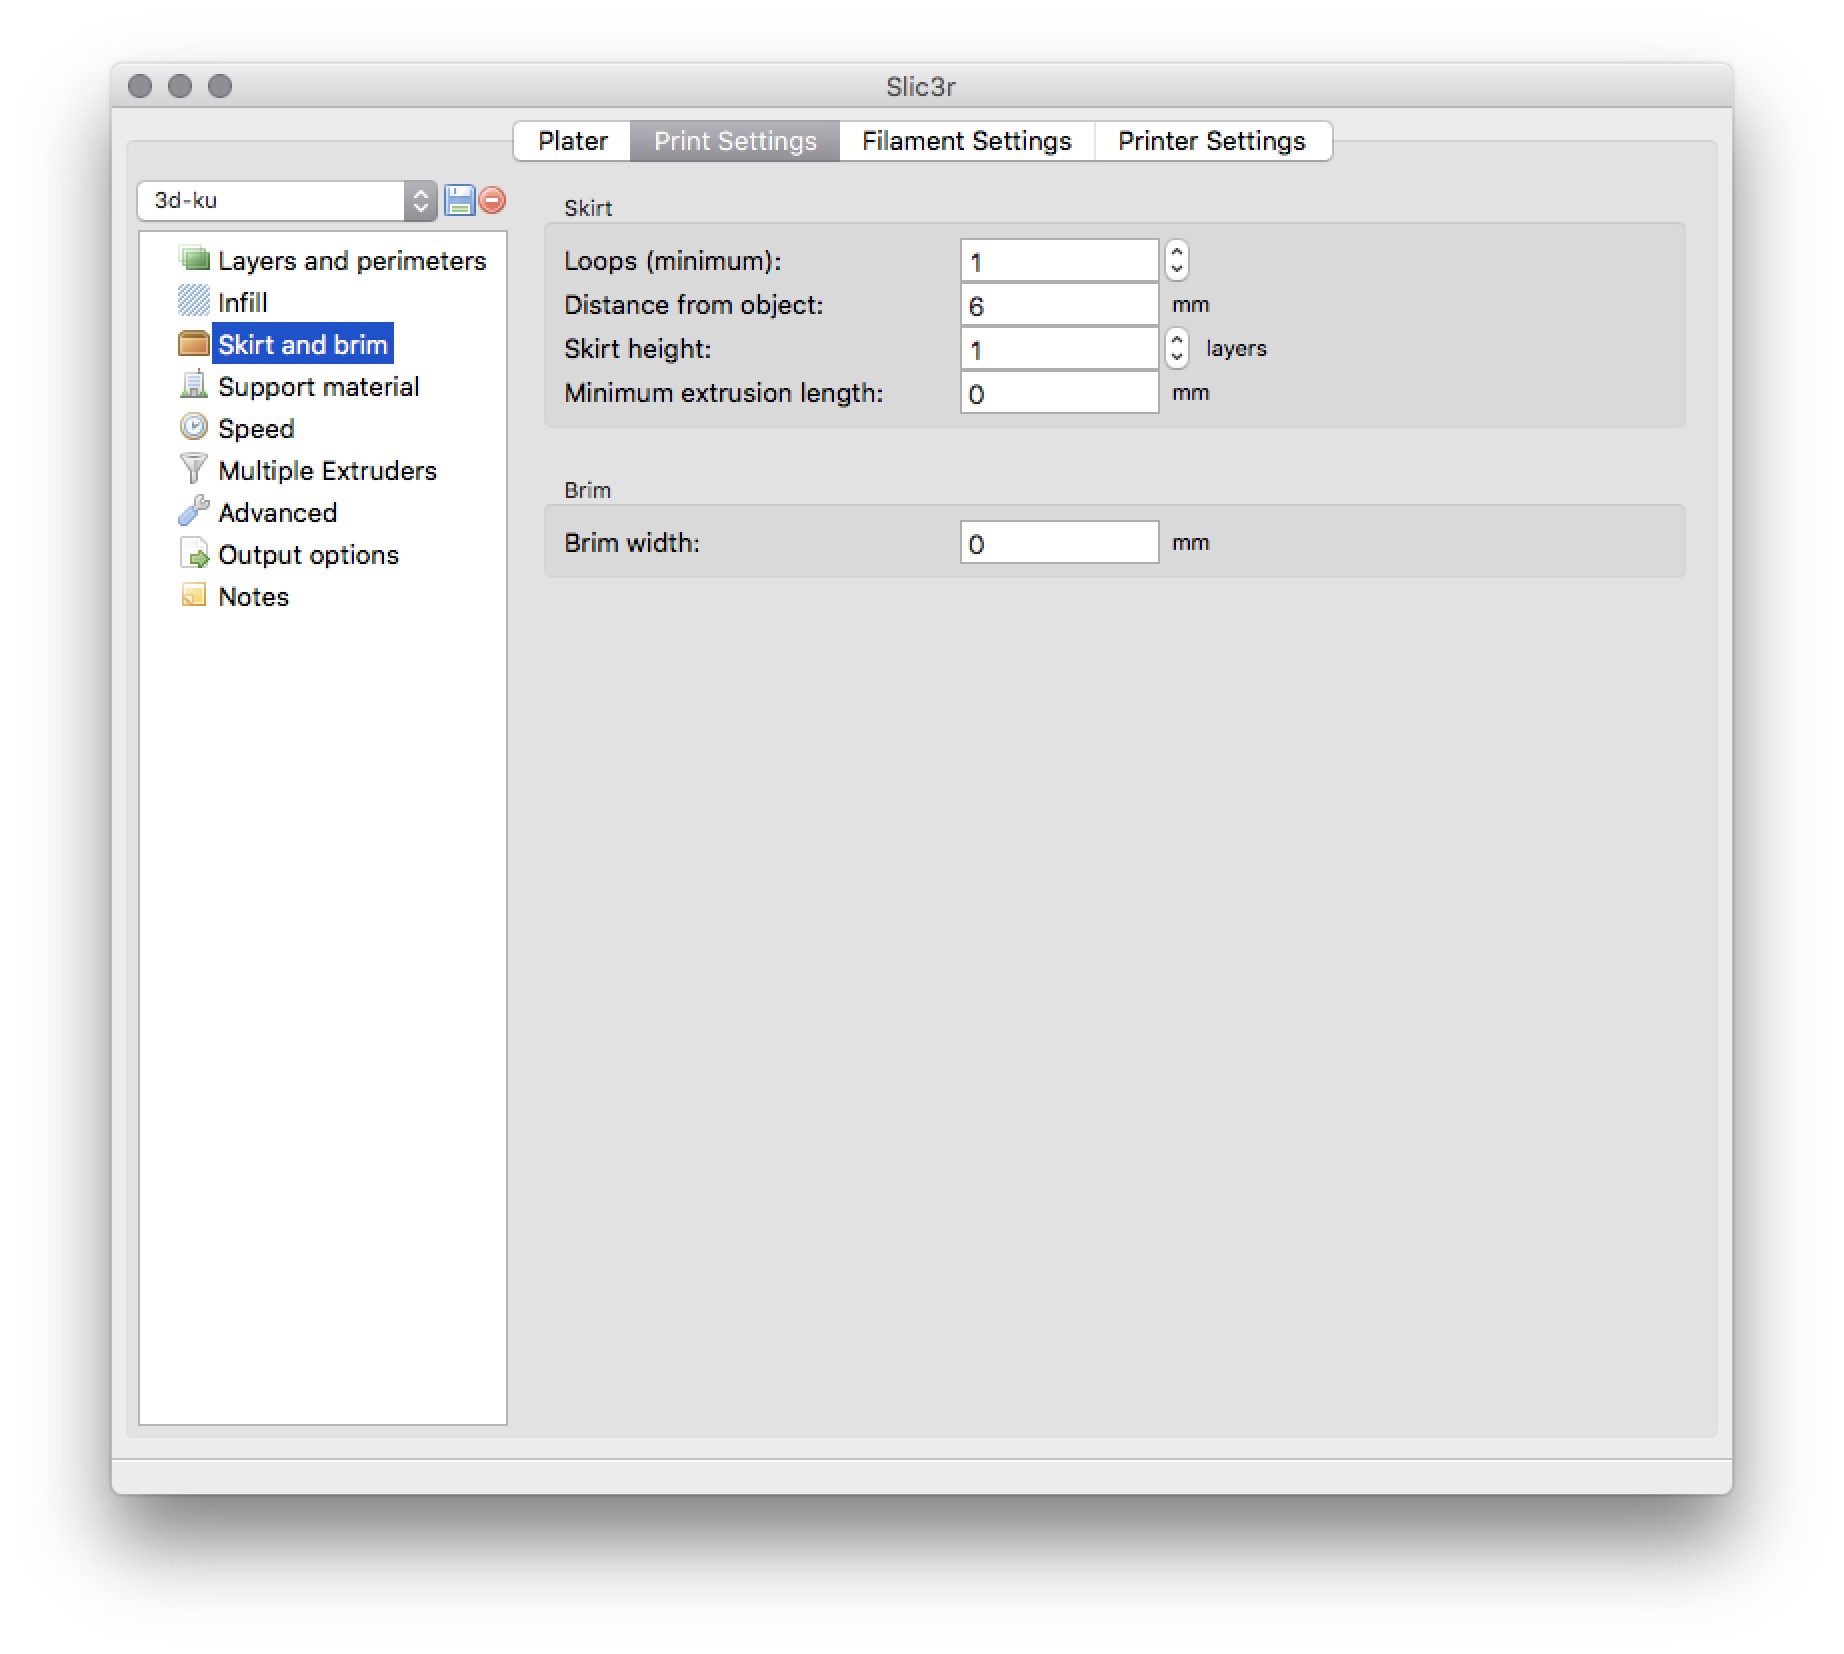 Slic3r
Plater Print Settings Filament Settings Printer Settings
3d-ku
Layers and perimeters
Infill
Skirt and brim
Support material
Speed
Multiple Extruders
Advanced
Output options
Notes
Skirt
Loops (minimum): 1
Distance from object: 6 mm
Skirt height: 1 layers
Minimum extrusion length: 0 mm
Brim
Brim width: 0 mm